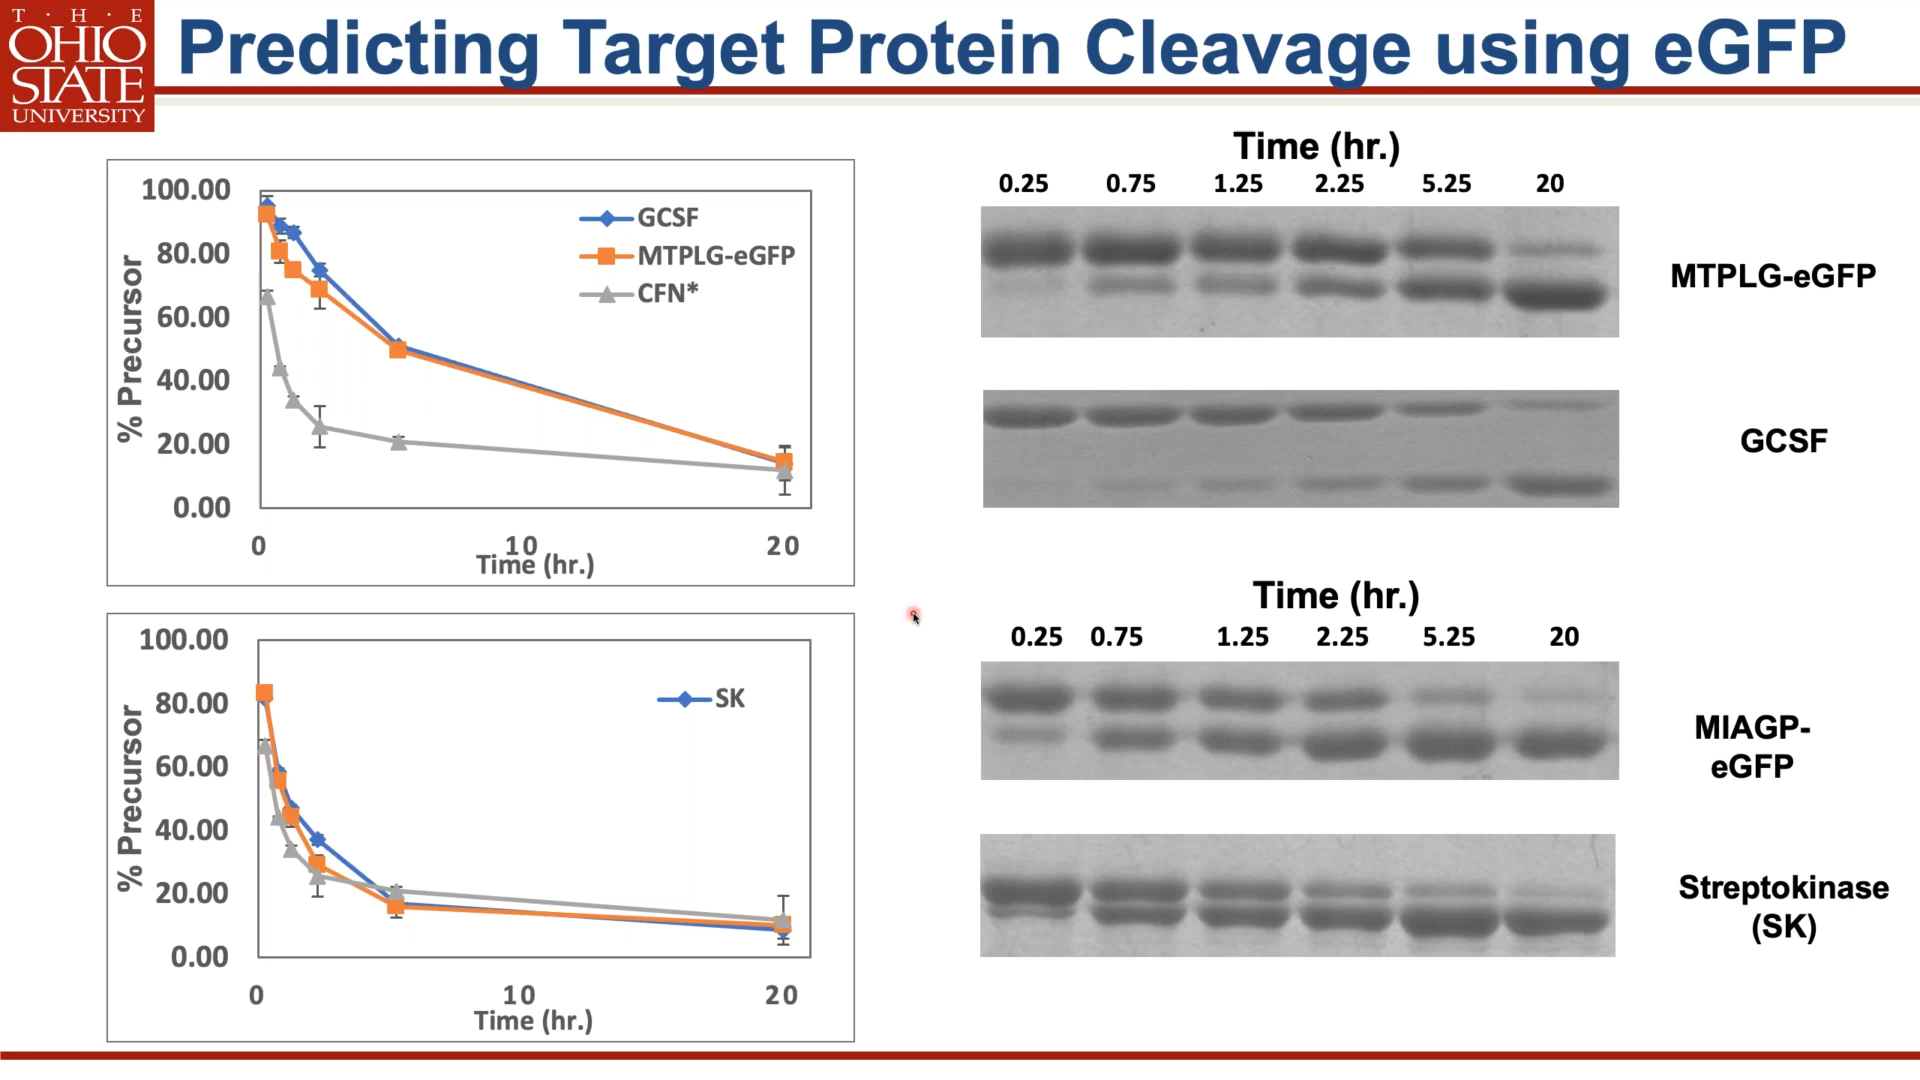 T · H · E
OHIO
STATE
UNIVERSITY
Predicting Target Protein Cleavage using eGFP
100.00
80.00
60.00
40.00
20.00
0.00
% Precursor
GCSF
MTPLG-eGFP
CFN*
0
10
20
Time (hr.)
Time (hr.)
0.25 0.75 1.25 2.25 5.25 20
MTPLG-eGFP
GCSF
100.00
80.00
60.00
40.00
20.00
0.00
% Precursor
SK
0
10
20
Time (hr.)
Time (hr.)
0.25 0.75 1.25 2.25 5.25 20
MIAGP-
eGFP
Streptokinase
(SK)